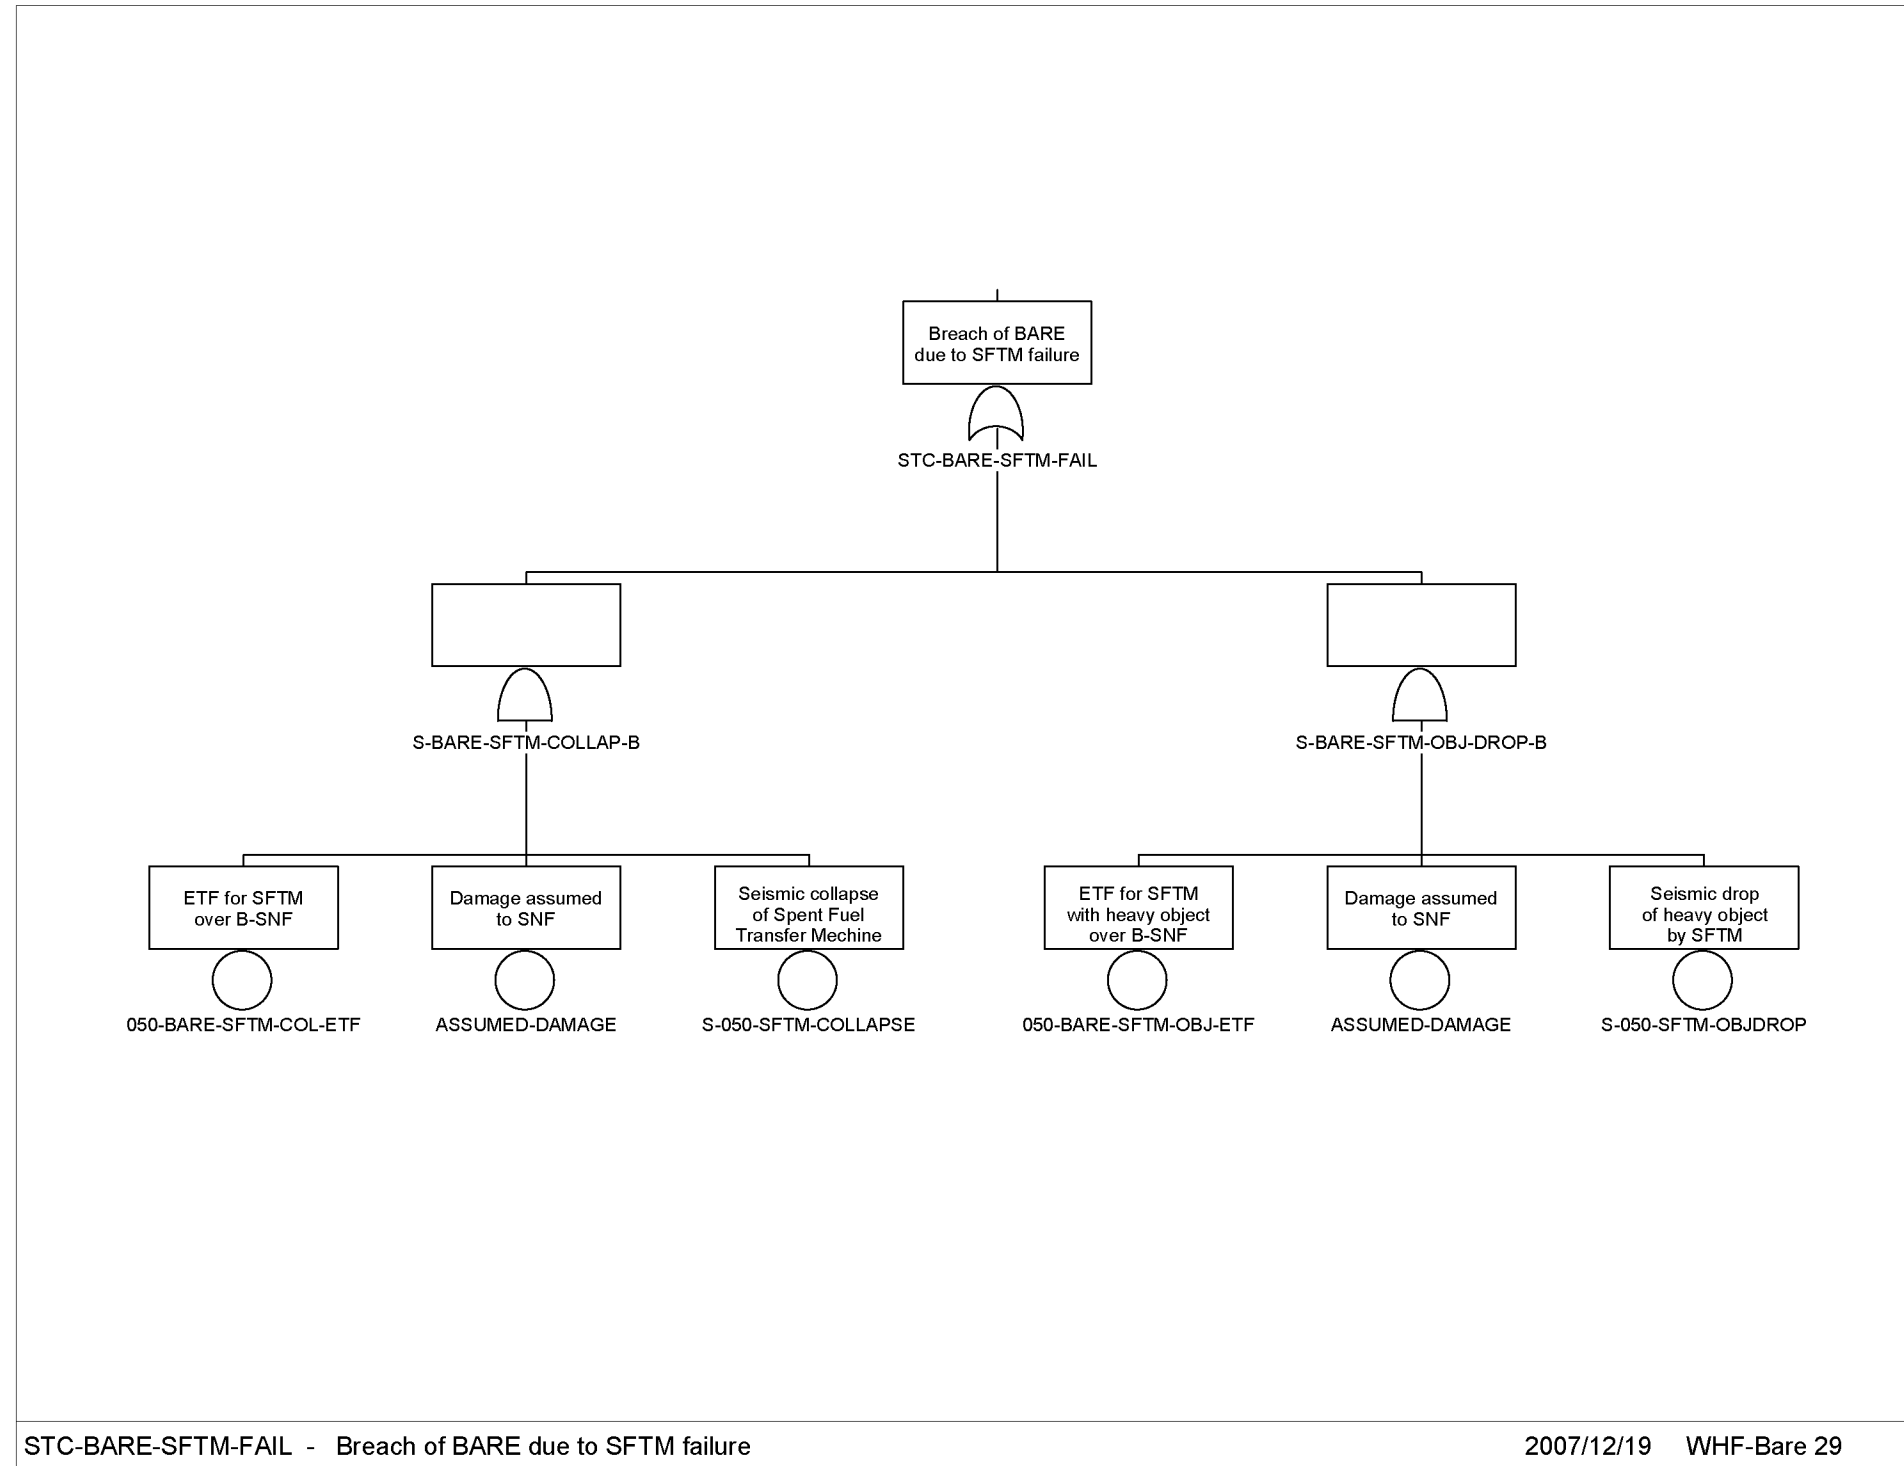 Breach of BARE
due to SFTM failure
STC-BARE-SFTM-FAIL
S-BARE-SFTM-COLLAP-B
S-BARE-SFTM-OBJ-DROP-B
ETF for SFTM
over B-SNF
050-BARE-SFTM-COL-ETF
Damage assumed
to SNF
ASSUMED-DAMAGE
Seismic collapse
of Spent Fuel
Transfer Mechine
S-050-SFTM-COLLAPSE
ETF for SFTM
with heavy object
over B-SNF
050-BARE-SFTM-OBJ-ETF
Damage assumed
to SNF
ASSUMED-DAMAGE
Seismic drop
of heavy object
by SFTM
S-050-SFTM-OBJDROP
STC-BARE-SFTM-FAIL - Breach of BARE due to SFTM failure
2007/12/19 WHF-Bare 29